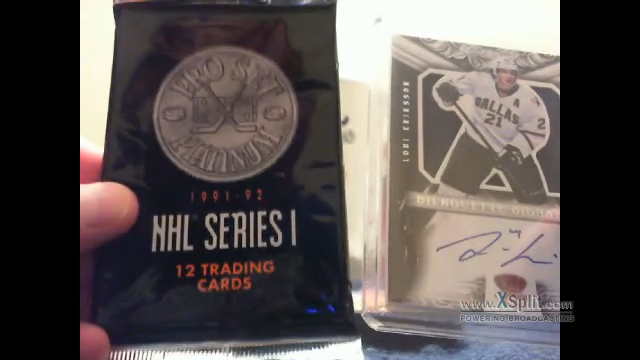 PRO SET
PLATINUM
1991-92
NHL SERIES I
12 TRADING
CARDS
LOUI ERIKSSON
A
DALLAS
21
2
www.XSplit.com
POWERING BROADCASTING